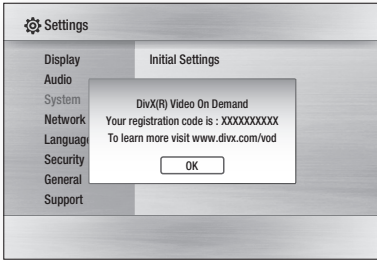 Settings
Display
Audio
System
Network
Language
Security
General
Support
Initial Settings
DivX(R) Video On Demand
Your registration code is : XXXXXXXXXX
To learn more visit www.divx.com/vod
OK